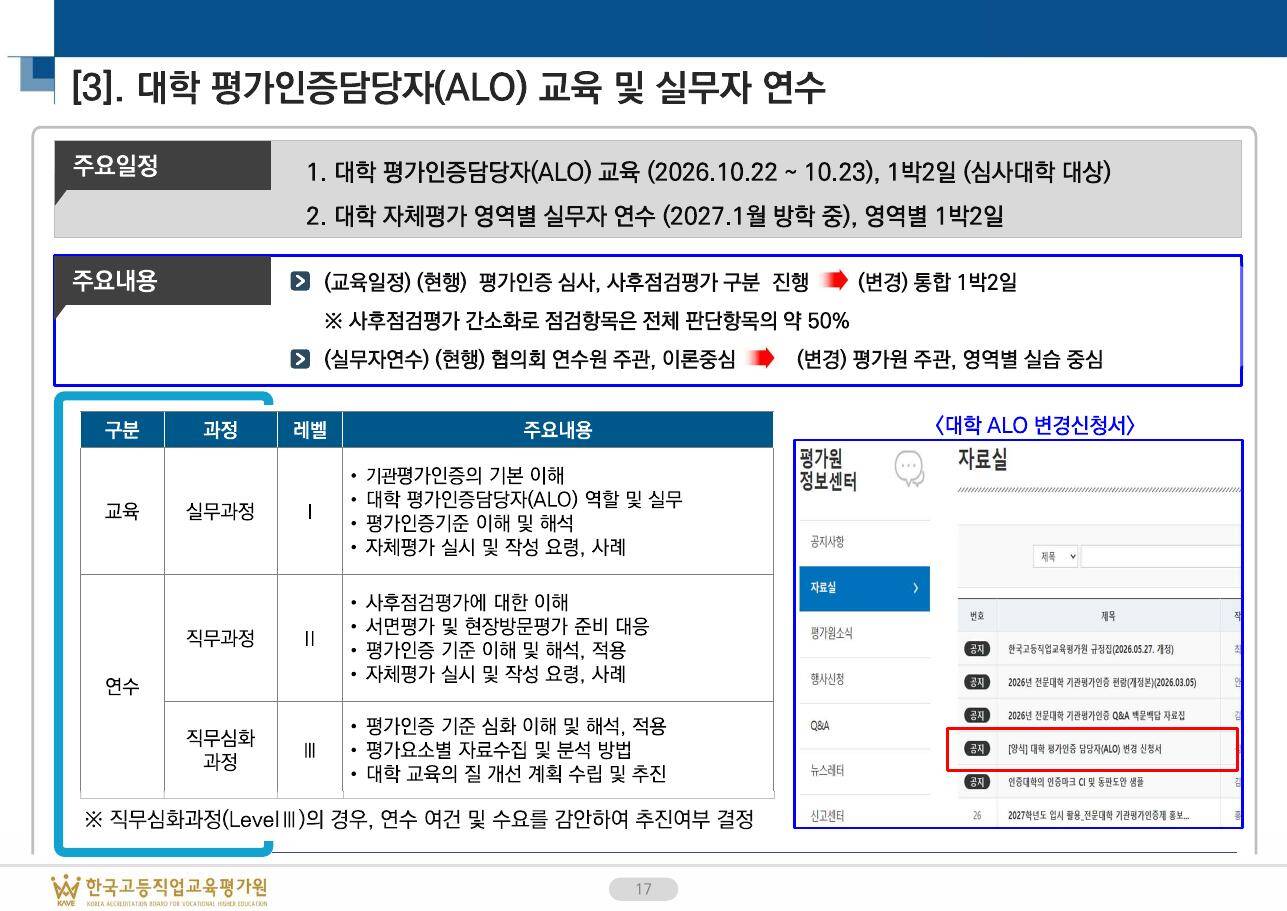 [3]. 대학 평가인증담당자(ALO) 교육 및 실무자 연수
주요일정
1. 대학 평가인증담당자(ALO) 교육 (2026.10.22 ~ 10.23), 1박2일 (심사대학 대상)
2. 대학 자체평가 영역별 실무자 연수 (2027.1월 방학 중), 영역별 1박2일
주요내용
(교육일정) (현행) 평가인증 심사, 사후점검평가 구분 진행 (변경) 통합 1박2일
※ 사후점검평가 간소화로 점검항목은 전체 판단항목의 약 50%
(실무자연수) (현행) 협의회 연수원 주관, 이론중심 (변경) 평가원 주관, 영역별 실습 중심
구분 과정 레벨 주요내용
교육 실무과정 Ⅰ
• 기관평가인증의 기본 이해
• 대학 평가인증담당자(ALO) 역할 및 실무
• 평가인증기준 이해 및 해석
• 자체평가 실시 및 작성 요령, 사례
연수
직무과정 Ⅱ
• 사후점검평가에 대한 이해
• 서면평가 및 현장방문평가 준비 대응
• 평가인증 기준 이해 및 해석, 적용
• 자체평가 실시 및 작성 요령, 사례
직무심화
과정
Ⅲ
• 평가인증 기준 심화 이해 및 해석, 적용
• 평가요소별 자료수집 및 분석 방법
• 대학 교육의 질 개선 계획 수립 및 추진
※ 직무심화과정(LevelⅢ)의 경우, 연수 여건 및 수요를 감안하여 추진여부 결정
<대학 ALO 변경신청서>
평가원
정보센터
공지사항
자료실
평가원소식
행사신청
Q&A
뉴스레터
신고센터
자료실
제목
번호 제목
공지 한국고등직업교육평가원 규정집(2026.05.27. 개정)
공지 2026년 전문대학 기관평가인증 편람(개정본)(2026.03.05)
공지 2026년 전문대학 기관평가인증 Q&A 백문백답 자료집
공지 [양식] 대학 평가인증 담당자(ALO) 변경 신청서
공지 인증대학의 인증마크 CI 및 동판도안 샘플
26 2027학년도 입시 활용_전문대학 기관평가인증제 홍보...
KAVE
한국고등직업교육평가원
KOREA ACCREDITATION BOARD FOR VOCATIONAL HIGHER EDUCATION
17